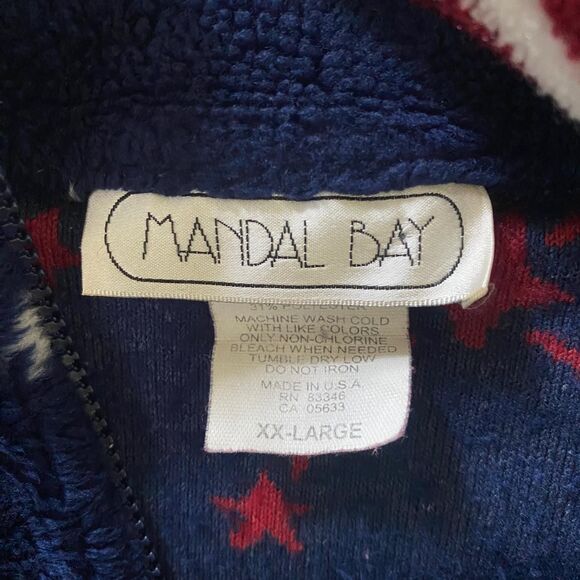 MANDAL BAY
MACHINE WASH COLD
WITH LIKE COLORS
ONLY NON-CHLORINE
BLEACH WHEN NEEDED
TUMBLE DRY LOW
DO NOT IRON
MADE IN U.S.A.
RN 83346
CA 05633
XX-LARGE